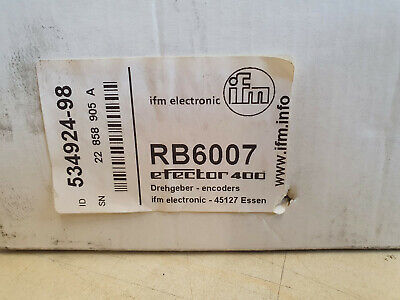 ID 534924-98
SN 22 858 905 A
ifm electronic
ifm
RB6007
efector 400
Drehgeber - encoders
ifm electronic - 45127 Essen
www.ifm.info